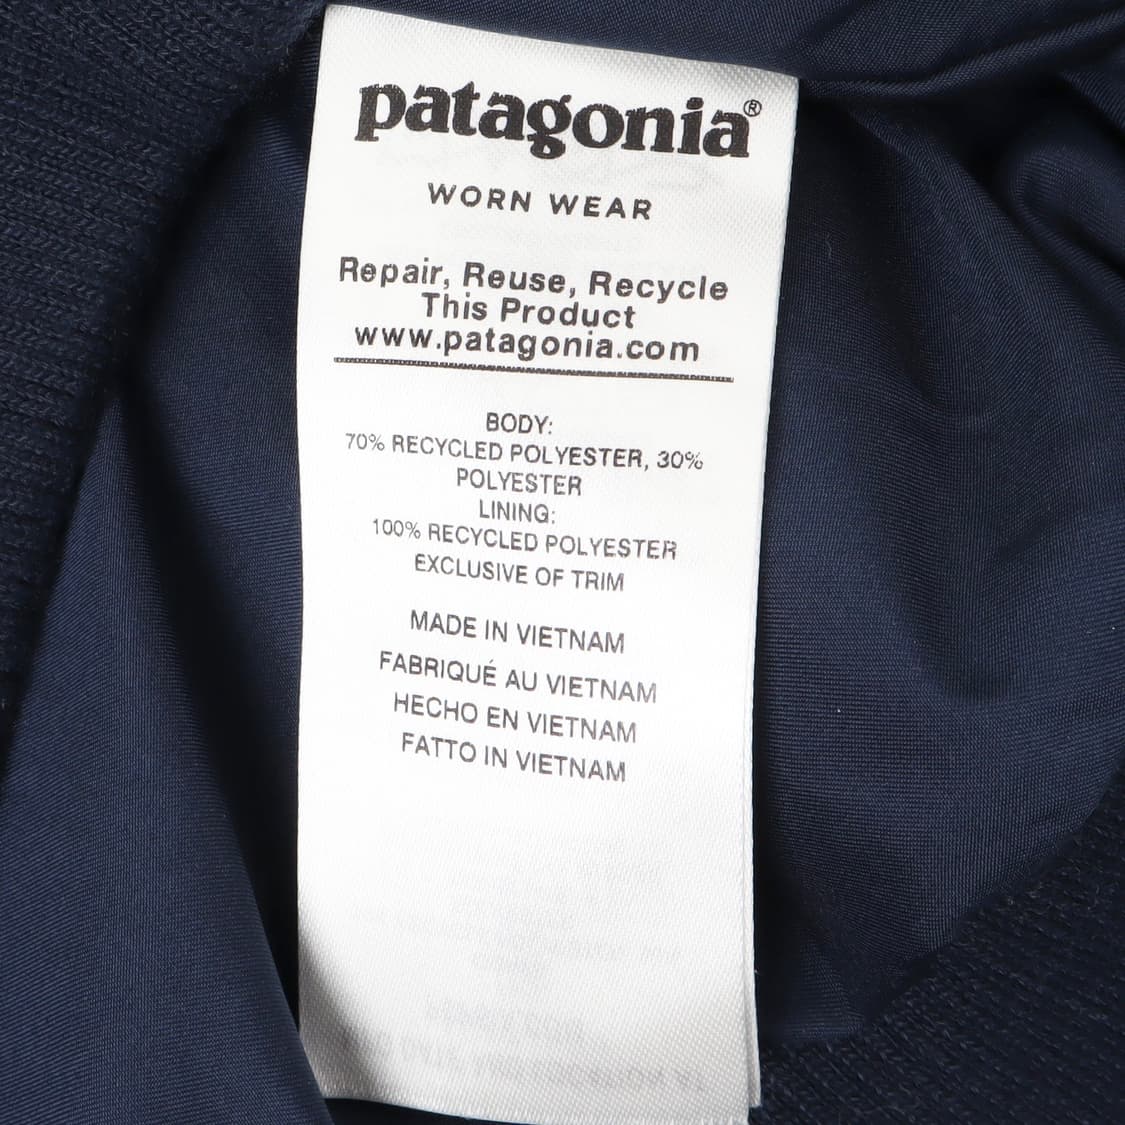 patagonia®
WORN WEAR
Repair, Reuse, Recycle
This Product
www.patagonia.com
BODY:
70% RECYCLED POLYESTER, 30%
POLYESTER
LINING:
100% RECYCLED POLYESTER
EXCLUSIVE OF TRIM
MADE IN VIETNAM
FABRIQUÉ AU VIETNAM
HECHO EN VIETNAM
FATTO IN VIETNAM